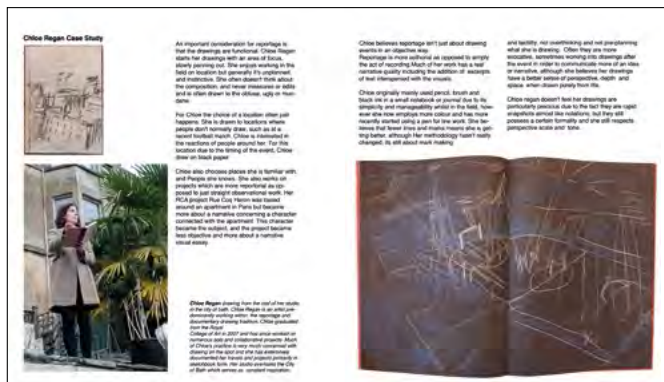 Chloe Regan Case Study
An important consideration for reportage is
that the drawings are functional. Chloe Regan
starts her drawings with an area of focus,
slowly panning out. She enjoys working in the
field on location but generally it's unplanned
and instinctive. She often doesn't think about
the composition, and never measures or edits
and is often drawn to the obtuse, ugly or mun-
dane.
For Chloe the choice of a location often just
happens. She is drawn to locations where
people don't normally draw, such as at a
recent football match. Chloe is interested in
the reactions of people around her. For this
location due to the timing of the event, Chloe
drew on black paper
Chloe also chooses places she is familiar with,
and People she knows. She also works on
projects which are more reportorial as op-
posed to just straight observational work. Her
RCA project Rue Coq Heron was based
around an apartment in Paris but became
more about a narrative concerning a character
connected with the apartment. This character
became the subject, and the project became
less objective and more about a narrative
visual essay.
Chloe Regan drawing from the roof of her studio
in the city of bath. Chloe Regan is an artist pre-
dominantly working within the reportage and
documentary drawing tradition. Chloe graduated
from the Royal
College of Art in 2007 and has since worked on
numerous solo and collaborative projects. Much
of Chloe's practice is very much concerned with
drawing on the spot and she has extensively
documented her travels and projects primarily in
sketchbook form. Her studio overlooks the City
of Bath which serves as constant inspiration.
Chloe believes reportage isn't just about drawing
events in an objective way.
Reportage is more authorial as opposed to simply
the act of recording Much of her work has a real
narrative quality including the addition of excerpts
of text interspersed with the visuals.
Chloe originally mainly used pencil, brush and
black ink in a small notebook or journal due to its
simplicity and manageability whilst in the field, how-
ever she now employs more colour and has more
recently started using a pen for line work. She be-
lieves that fewer lines and marks means she is get-
ting better, although Her methodology hasn't really
changed, its still about mark making
and tactility, not overthinking and not pre-planning
what she is drawing. Often they are more
evocative, sometimes working into drawings after
the event in order to communicate more of an idea
or narrative, although she believes her drawings
have a better sense of perspective, depth and
space when drawn purely from life.
Chloe regan doesn't feel her drawings are
particularly precious due to the fact they are rapid
snapshots almost like notations, but they still
possess a certain formality and she still respects
perspective scale and tone.